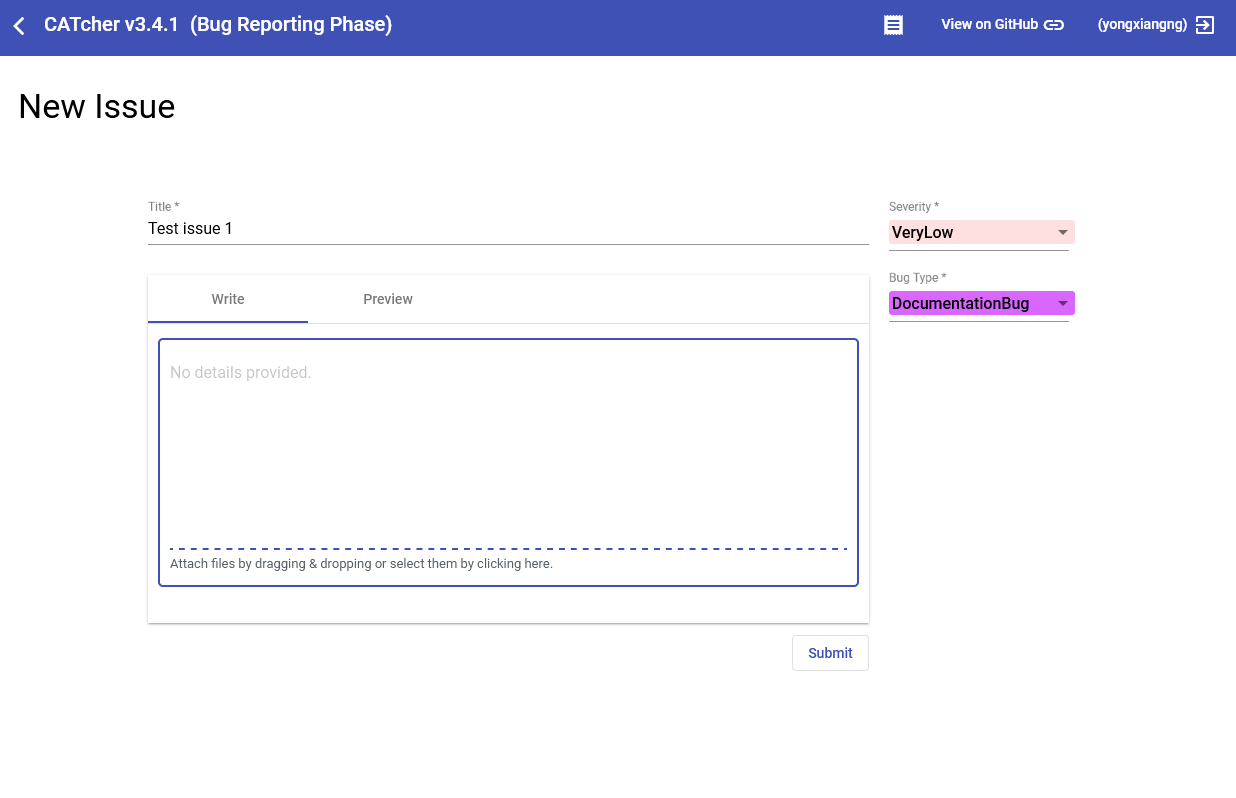 CATcher v3.4.1 (Bug Reporting Phase)
View on GitHub
(yongxiangng)
New Issue
Title *
Test issue 1
Severity *
VeryLow
Bug Type *
DocumentationBug
Write
Preview
No details provided.
Attach files by dragging & dropping or select them by clicking here.
Submit